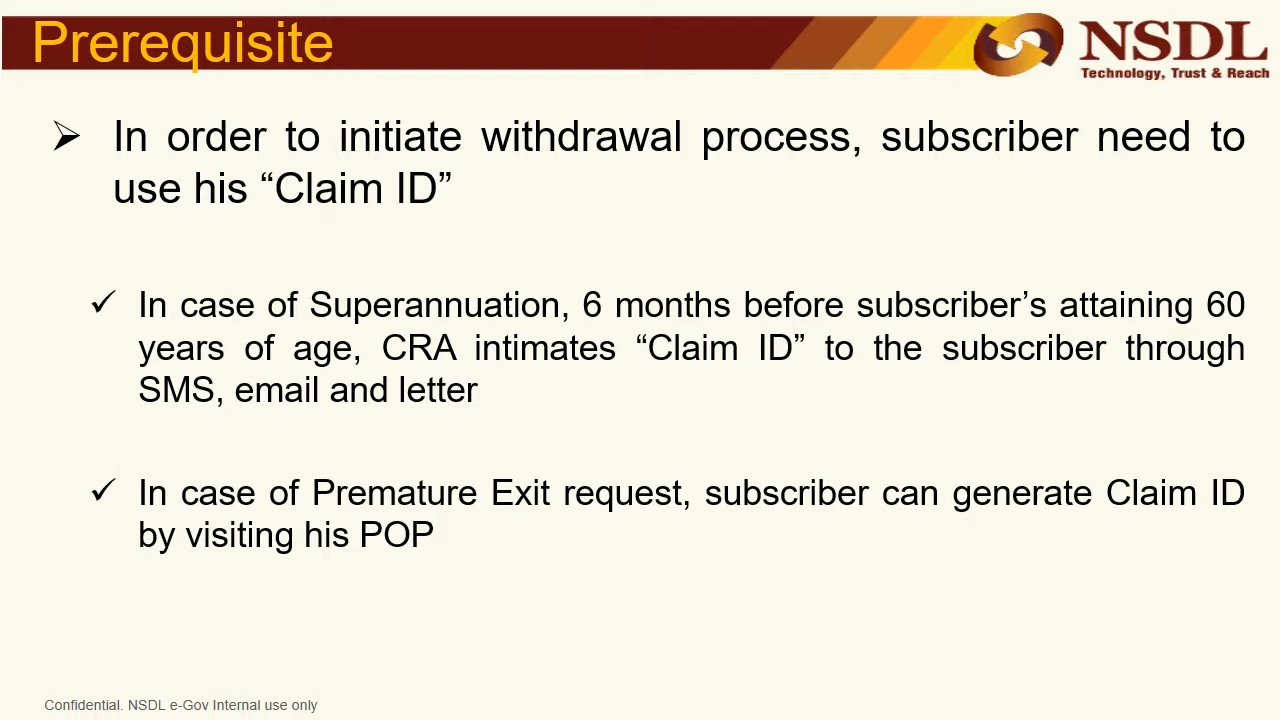 Prerequisite
NSDL
Technology, Trust & Reach
➢ In order to initiate withdrawal process, subscriber need to
use his “Claim ID”
✓ In case of Superannuation, 6 months before subscriber’s attaining 60
years of age, CRA intimates “Claim ID” to the subscriber through
SMS, email and letter
✓ In case of Premature Exit request, subscriber can generate Claim ID
by visiting his POP
Confidential. NSDL e-Gov Internal use only